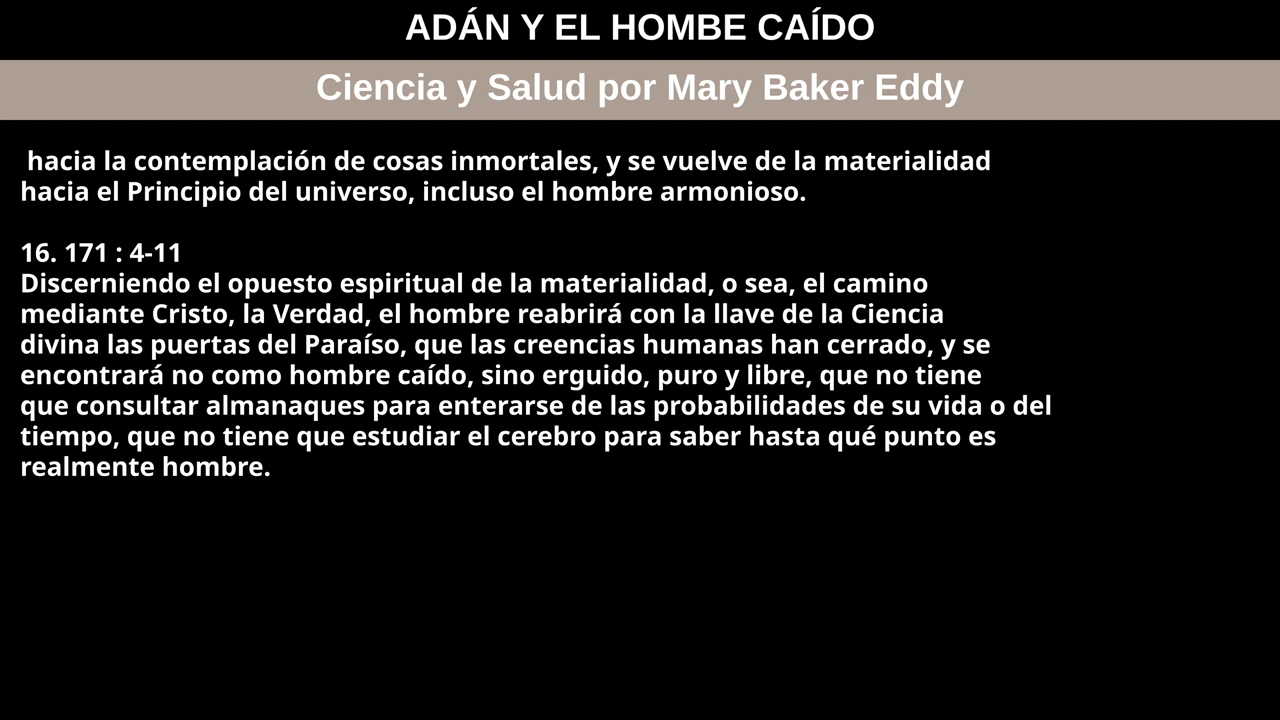 ADÁN Y EL HOMBE CAÍDO
Ciencia y Salud por Mary Baker Eddy
hacia la contemplación de cosas inmortales, y se vuelve de la materialidad
hacia el Principio del universo, incluso el hombre armonioso.
16. 171 : 4-11
Discerniendo el opuesto espiritual de la materialidad, o sea, el camino
mediante Cristo, la Verdad, el hombre reabrirá con la llave de la Ciencia
divina las puertas del Paraíso, que las creencias humanas han cerrado, y se
encontrará no como hombre caído, sino erguido, puro y libre, que no tiene
que consultar almanaques para enterarse de las probabilidades de su vida o del
tiempo, que no tiene que estudiar el cerebro para saber hasta qué punto es
realmente hombre.